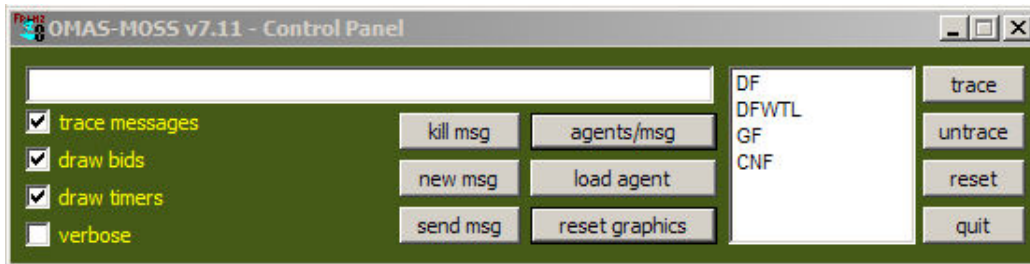 Franz
OMAS-MOSS v7.11 - Control Panel
trace messages
draw bids
draw timers
verbose
kill msg
agents/msg
new msg
load agent
send msg
reset graphics
DF
DFWTL
GF
CNF
trace
untrace
reset
quit